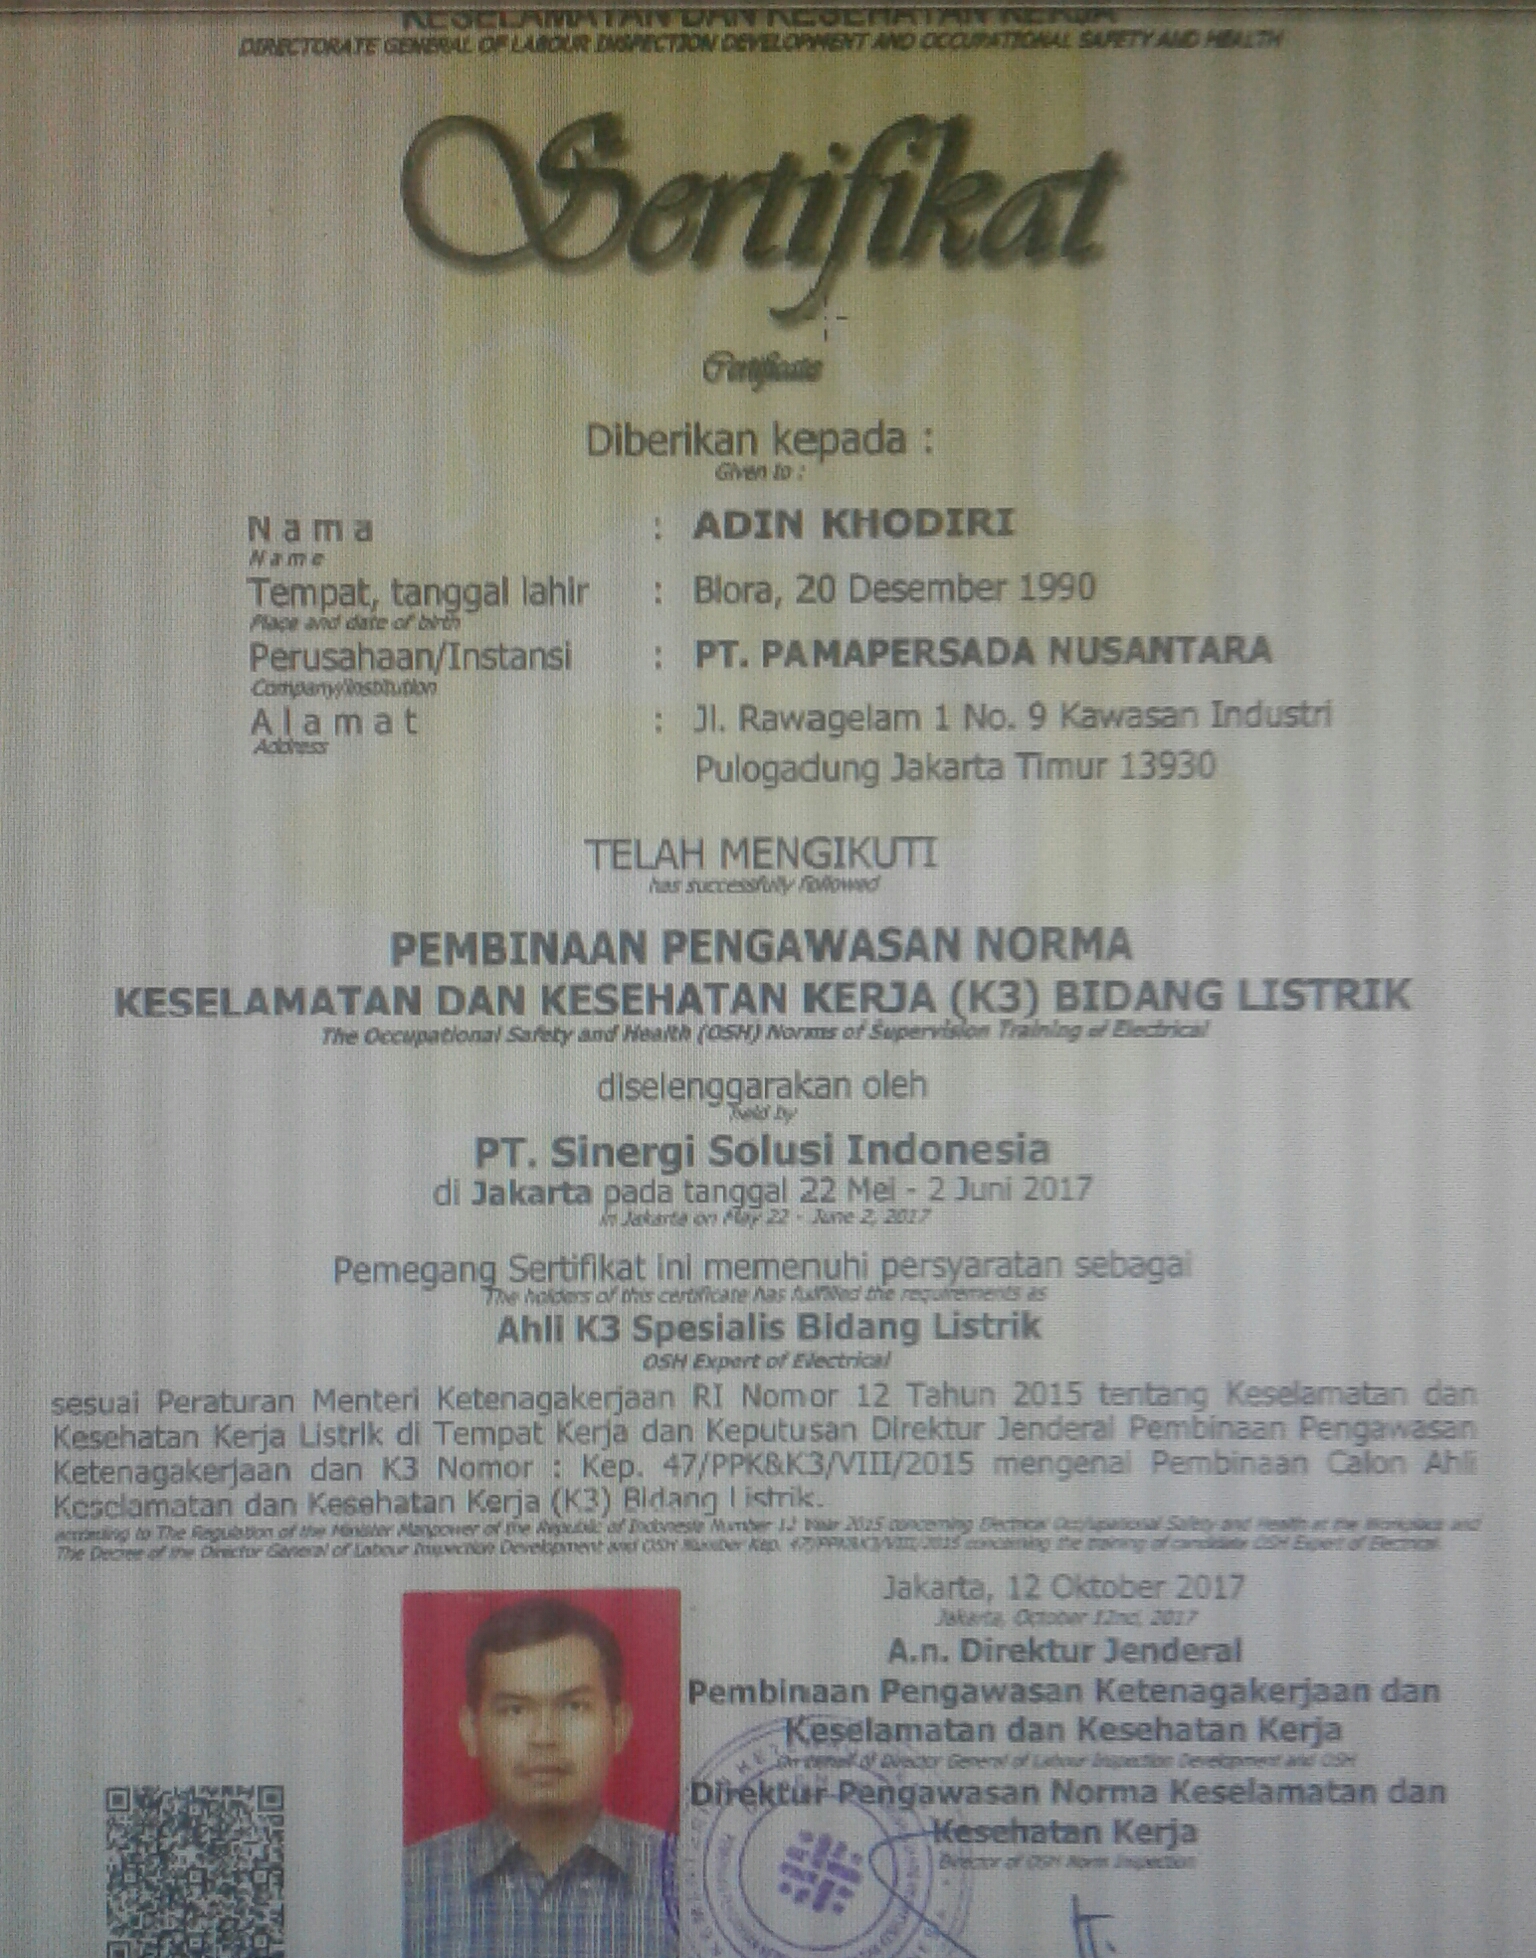 KESELAMATAN DAN KESEHATAN KERJA
DIRECTORATE GENERAL OF LABOUR INSPECTION DEVELOPMENT AND OCCUPATIONAL SAFETY AND HEALTH
Sertifikat
Certificate
Diberikan kepada :
Given to :
Nama : ADIN KHODIRI
Name
Tempat, tanggal lahir : Blora, 20 Desember 1990
Place and date of birth
Perusahaan/Instansi : PT. PAMAPERSADA NUSANTARA
Company/Institution
Alamat : Jl. Rawagelam 1 No. 9 Kawasan Industri
Address
Pulogadung Jakarta Timur 13930
TELAH MENGIKUTI
has successfully followed
PEMBINAAN PENGAWASAN NORMA
KESELAMATAN DAN KESEHATAN KERJA (K3) BIDANG LISTRIK
The Occupational Safety and Health (OSH) Norms of Supervision Training of Electrical
diselenggarakan oleh
held by
PT. Sinergi Solusi Indonesia
di Jakarta pada tanggal 22 Mei - 2 Juni 2017
in Jakarta on May 22 - June 2, 2017
Pemegang Sertifikat ini memenuhi persyaratan sebagai
The holders of this certificate has fulfilled the requirements as
Ahli K3 Spesialis Bidang Listrik
OSH Expert of Electrical
sesuai Peraturan Menteri Ketenagakerjaan RI Nomor 12 Tahun 2015 tentang Keselamatan dan
Kesehatan Kerja Listrik di Tempat Kerja dan Keputusan Direktur Jenderal Pembinaan Pengawasan
Ketenagakerjaan dan K3 Nomor : Kep. 47/PPK&K3/VIII/2015 mengenai Pembinaan Calon Ahli
Keselamatan dan Kesehatan Kerja (K3) Bidang Listrik.
according to The Regulation of the Minister Manpower of the Republic of Indonesia Number 12 Year 2015 concerning Electrical Occupational Safety and Health at the Workplace and
The Decree of the Director General of Labour Inspection Development and OSH Number Kep. 47/PPK&K3/VIII/2015 concerning the training of candidate OSH Expert of Electrical.
Jakarta, 12 Oktober 2017
Jakarta, October 12nd, 2017
A.n. Direktur Jenderal
Pembinaan Pengawasan Ketenagakerjaan dan
Keselamatan dan Kesehatan Kerja
On behalf of Director General of Labour Inspection Development and OSH
Direktur Pengawasan Norma Keselamatan dan
Kesehatan Kerja
Director of OSH Norm Inspection